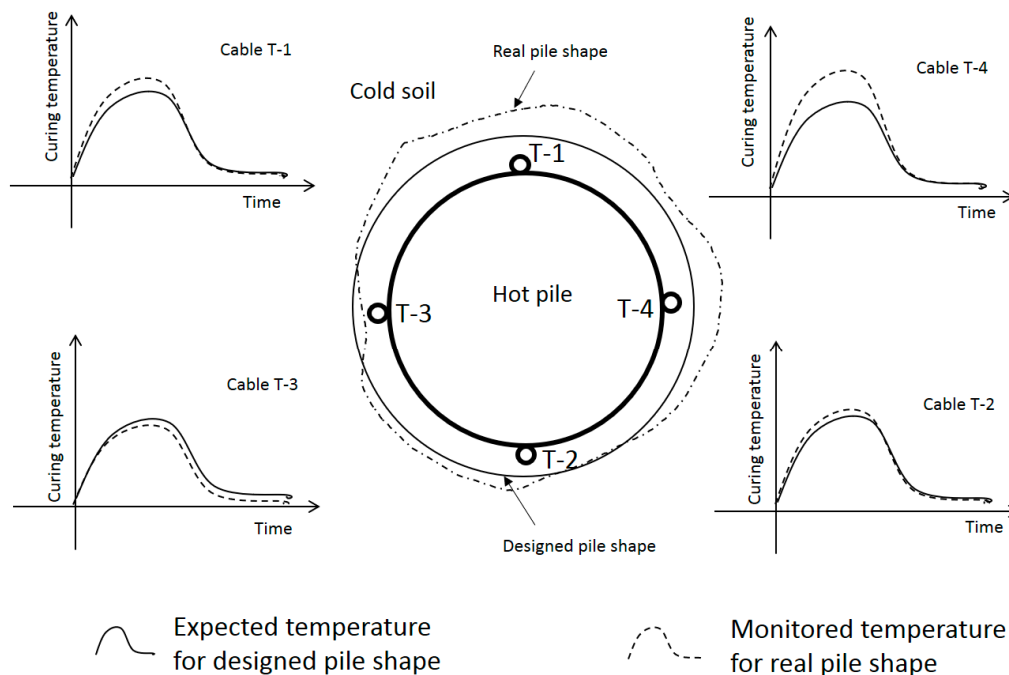 Curing temperature
Cable T-1
Time
Cold soil
Real pile shape
Curing temperature
Cable T-4
Time
T-1
Hot pile
T-3
T-4
T-2
Designed pile shape
Curing temperature
Cable T-3
Time
Curing temperature
Cable T-2
Time
Expected temperature
for designed pile shape
Monitored temperature
for real pile shape